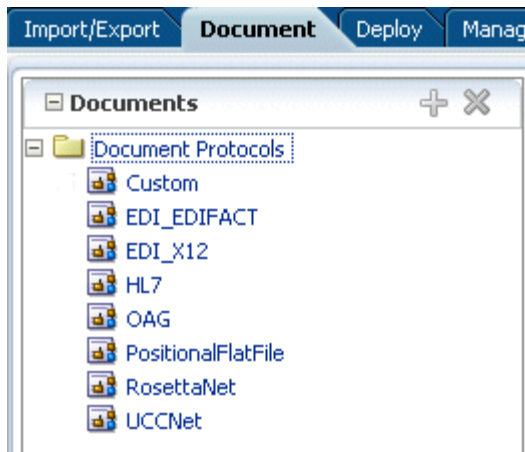 Import/Export Document Deploy Manag
Documents
Document Protocols
Custom
EDI_EDIFACT
EDI_X12
HL7
OAG
PositionalFlatFile
RosettaNet
UCCNet